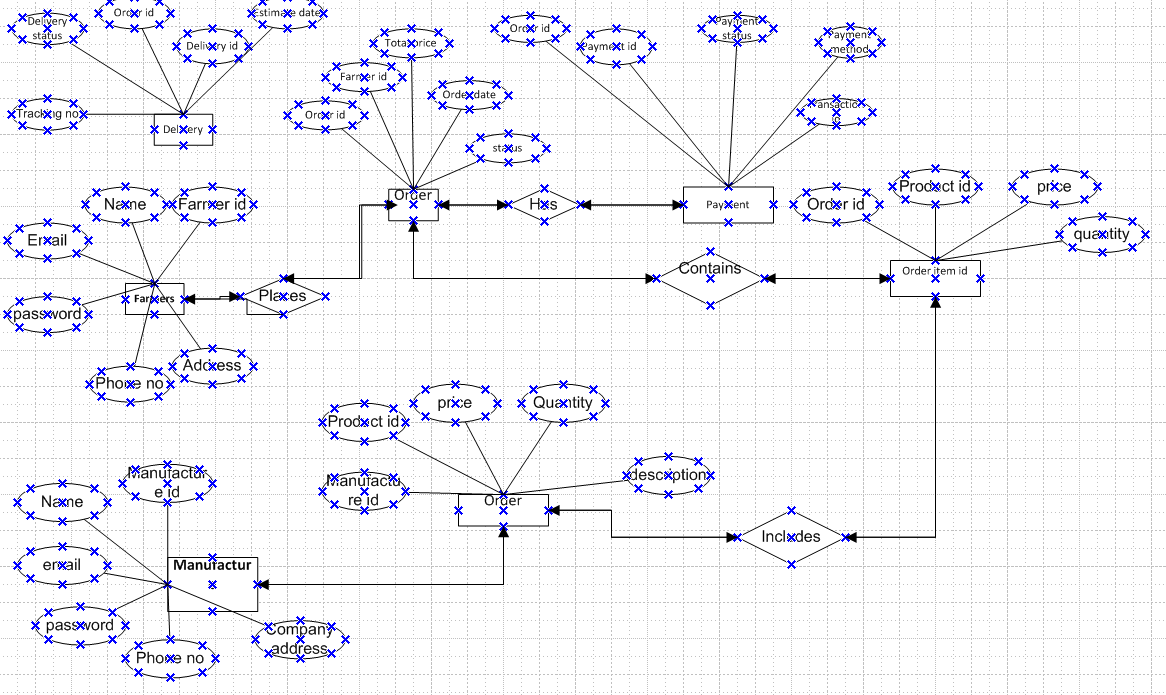 Delivery
status
Order id
Estimate date
Delivery id
Tracking no
Delivery
Total price
Farmer id
Order date
Order id
status
Order
Has
Order id
Payment id
Payment
status
Payment
method
Payment
Order id
Product id
price
quantity
Order item id
Contains
Name
Farmer id
Email
password
Farmers
Places
Phone no
Address
Product id
price
Quantity
Manufactu
re id
description
Order
Includes
Manufactur
e id
Name
email
password
Manufactur
Phone no
Company
address